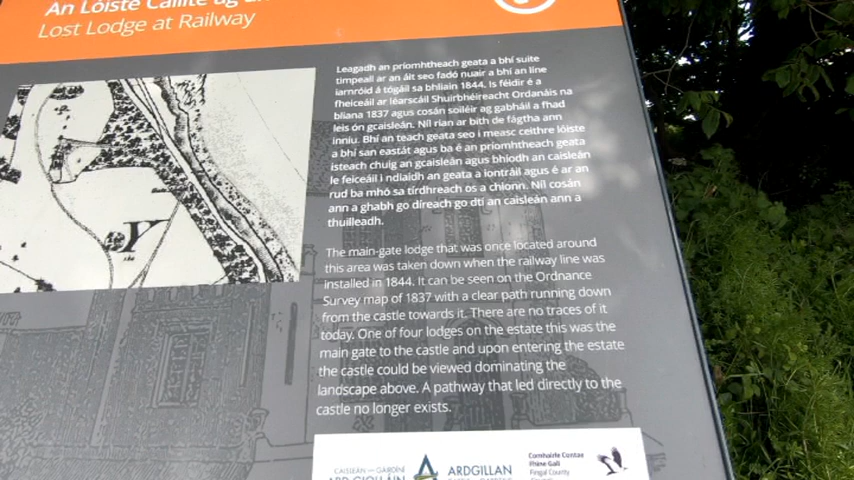 An Lóiste Caillte ag an
Lost Lodge at Railway
Leagadh an príomhtheach geata a bhí suite
timpeall ar an áit seo fadó nuair a bhí an líne
iarnróid á tógáil sa bhliain 1844. Is féidir é a
fheiceáil ar léarscáil Shuirbhéireacht Ordanáis na
bliana 1837 agus cosán soiléir ag gabháil a fhad
leis ón gcaisleán. Níl rian ar bith de fágtha ann
inniu. Bhí an teach geata seo i measc ceithre lóiste
a bhí san eastát agus ba é an príomhtheach geata
isteach chuig an gcaisleán agus bhíodh an caisleán
le feiceáil i ndiaidh an geata a iontráil agus é ar an
rud ba mhó sa tírdhreach os a chionn. Níl cosán
ann a ghabh go díreach go dtí an caisleán ann a
thuilleadh.
The main-gate lodge that was once located around
this area was taken down when the railway line was
installed in 1844. It can be seen on the Ordnance
Survey map of 1837 with a clear path running down
from the castle towards it. There are no traces of it
today. One of four lodges on the estate this was the
main gate to the castle and upon entering the estate
the castle could be viewed dominating the
landscape above. A pathway that led directly to the
castle no longer exists.
Y
CAISLEÁN GAIRDÍNÍ
ARD GIOLLÁIN
ARDGILLAN
Comhairle Contae
Fhine Gall
Fingal County